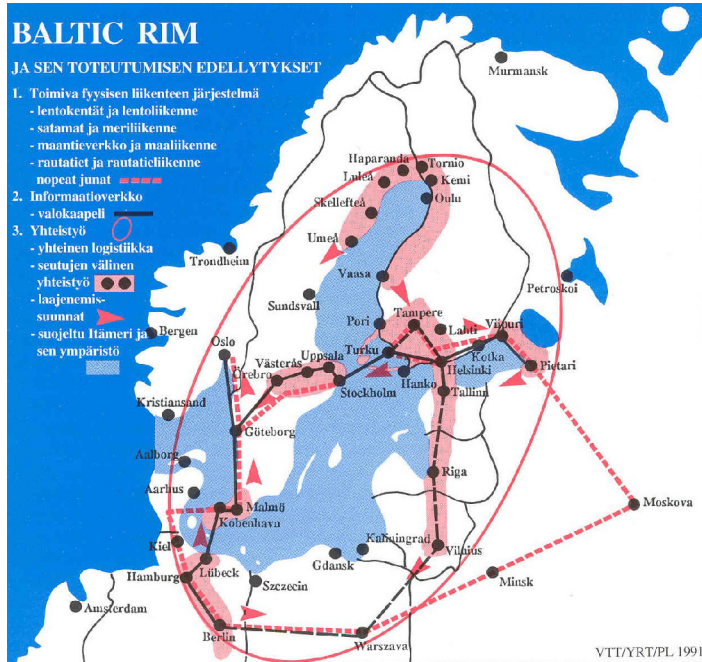 BALTIC RIM
JA SEN TOTEUTUMISEN EDELLYTYKSET
1. Toimiva fyysisen liikenteen järjestelmä
- lentokentät ja lentoliikenne
- satamat ja meriliikenne
- maantieverkko ja maaliikenne
- rautatiet ja rautatieliikenne
nopeat junat
2. Informaatioverkko
- valokaapeli
3. Yhteistyö
- yhteinen logistiikka
- seutujen välinen
yhteistyö
- laajenemis-
suunnat
- suojeltu Itämeri ja
sen ympäristö
Murmansk
Haparanda
Tornio
Luleå
Kemi
Skellefteå
Oulu
Umeå
Trondheim
Vaasa
Petroskoi
Sundsvall
Tampere
Pori
Lahti
Viipuri
Bergen
Oslo
Turku
Kotka
Uppsala
Västerås
Örebro
Helsinki
Pietari
Hanko
Stockholm
Tallinn
Kristiansand
Göteborg
Aalborg
Riga
Aarhus
Malmö
Köbenhava
Moskova
Kiel
Kaliningrad
Vilnius
Gdansk
Lübeck
Hamburg
Szczecin
Minsk
Amsterdam
Berlin
Warszava
VTT/YRT/PL 1991